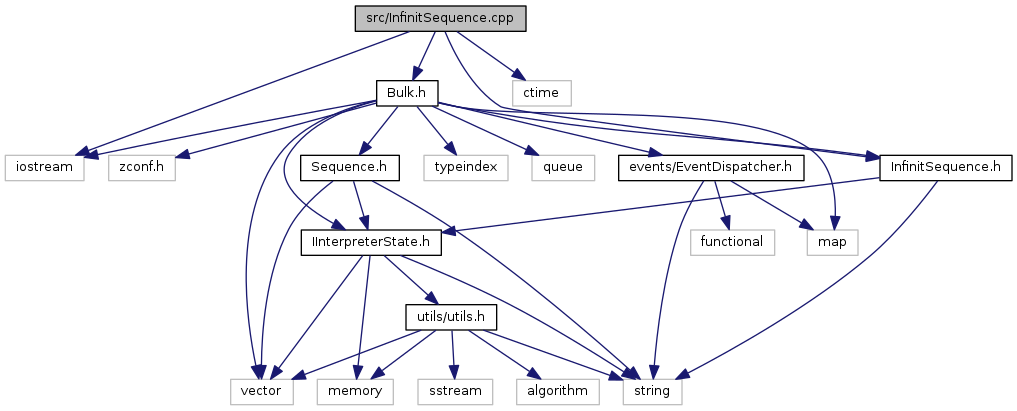 src/InfinitSequence.cpp
Bulk.h
ctime
iostream
zconf.h
Sequence.h
typeindex
queue
events/EventDispatcher.h
InfinitSequence.h
IInterpreterState.h
functional
map
utils/utils.h
vector
memory
sstream
algorithm
string